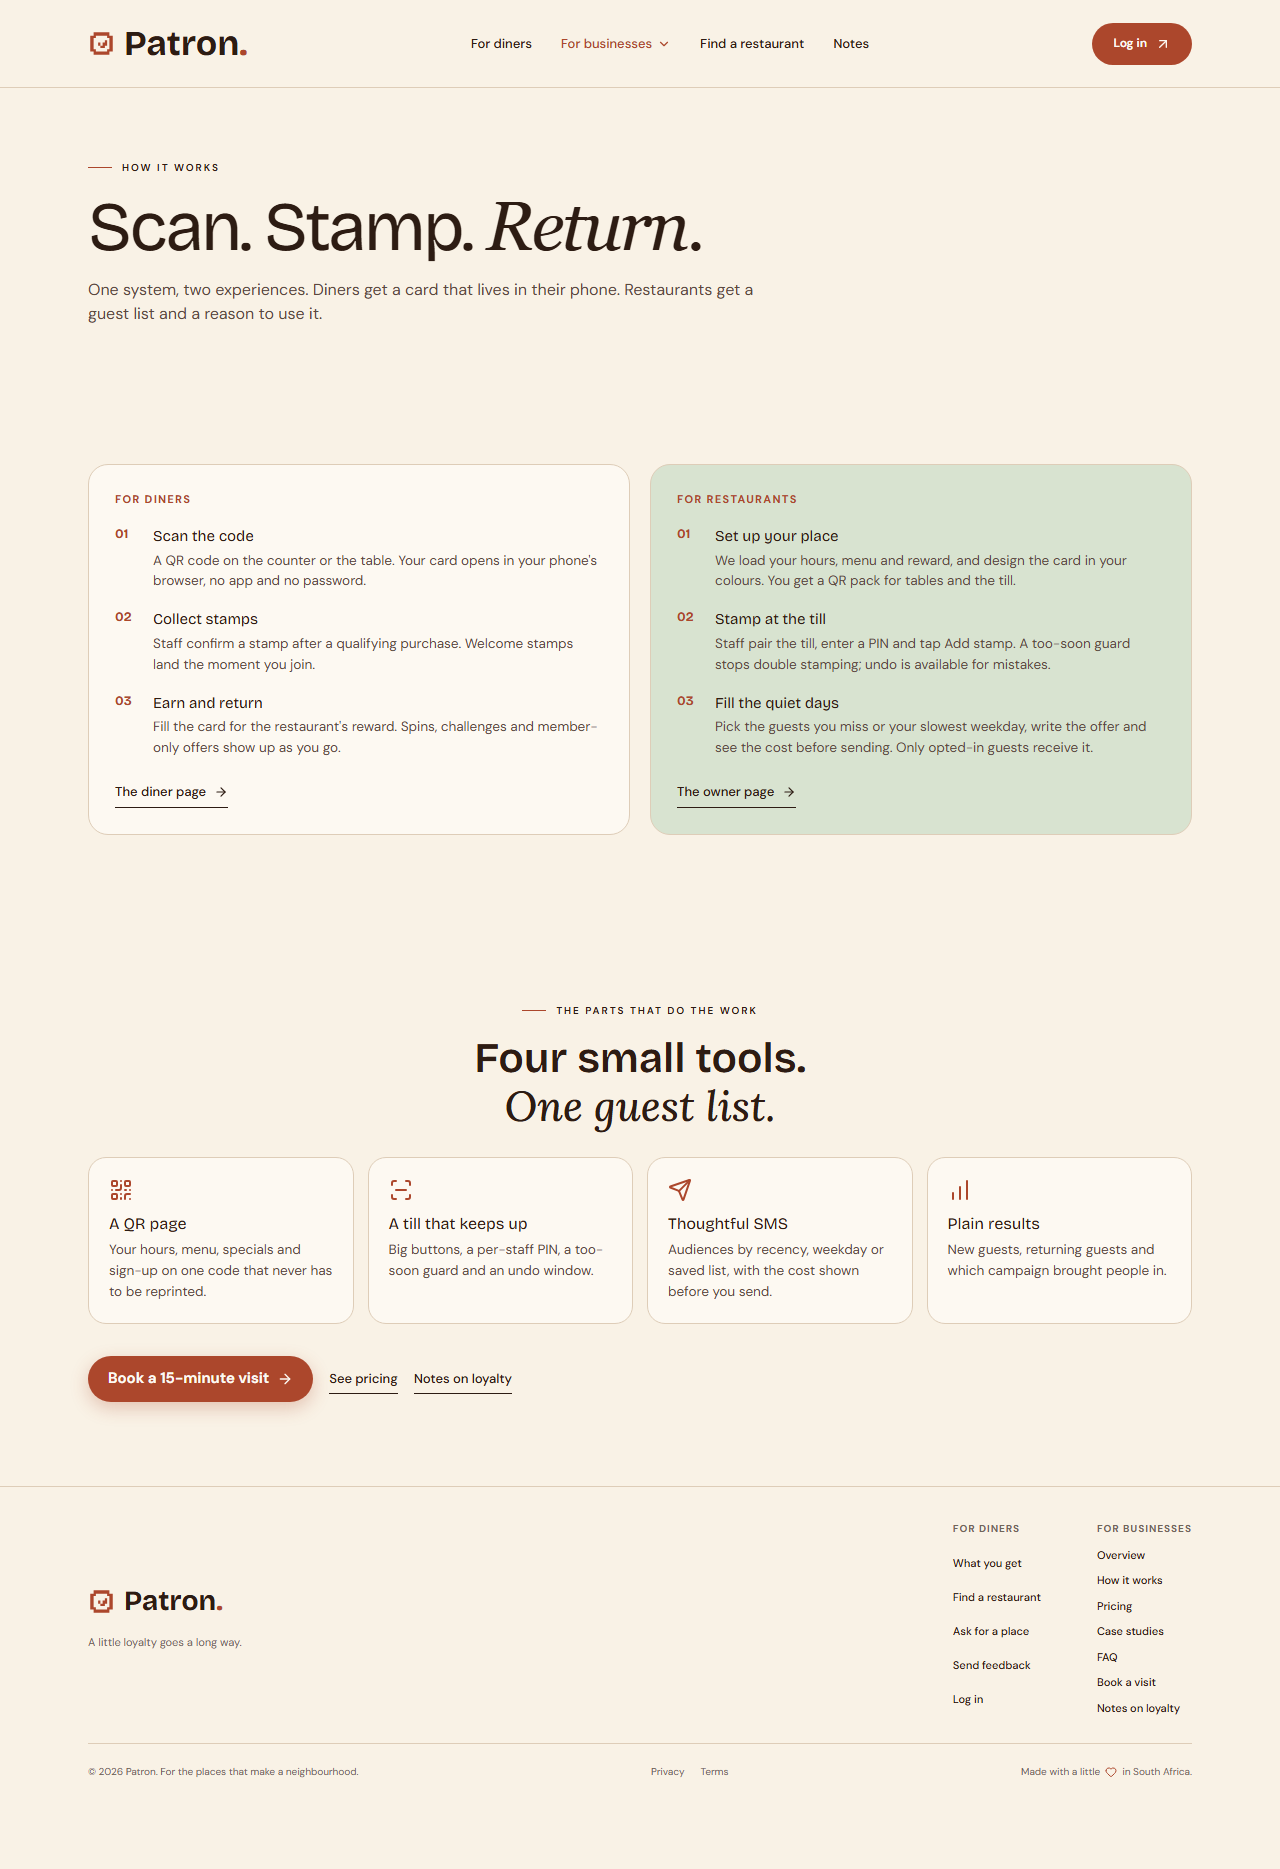 Patron.
For diners
For businesses
Find a restaurant
Notes
Log in
HOW IT WORKS
Scan. Stamp. Return.
One system, two experiences. Diners get a card that lives in their phone. Restaurants get a
guest list and a reason to use it.
FOR DINERS
01
Scan the code
A QR code on the counter or the table. Your card opens in your phone's
browser, no app and no password.
02
Collect stamps
Staff confirm a stamp after a qualifying purchase. Welcome stamps
land the moment you join.
03
Earn and return
Fill the card for the restaurant's reward. Spins, challenges and member-
only offers show up as you go.
The diner page
FOR RESTAURANTS
01
Set up your place
We load your hours, menu and reward, and design the card in your
colours. You get a QR pack for tables and the till.
02
Stamp at the till
Staff pair the till, enter a PIN and tap Add stamp. A too-soon guard
stops double stamping; undo is available for mistakes.
03
Fill the quiet days
Pick the guests you miss or your slowest weekday, write the offer and
see the cost before sending. Only opted-in guests receive it.
The owner page
THE PARTS THAT DO THE WORK
Four small tools.
One guest list.
A QR page
Your hours, menu, specials and
sign-up on one code that never has
to be reprinted.
A till that keeps up
Big buttons, a per-staff PIN, a too-
soon guard and an undo window.
Thoughtful SMS
Audiences by recency, weekday or
saved list, with the cost shown
before you send.
Plain results
New guests, returning guests and
which campaign brought people in.
Book a 15-minute visit
See pricing
Notes on loyalty
Patron.
A little loyalty goes a long way.
FOR DINERS
What you get
Find a restaurant
Ask for a place
Send feedback
Log in
FOR BUSINESSES
Overview
How it works
Pricing
Case studies
FAQ
Book a visit
Notes on loyalty
© 2026 Patron. For the places that make a neighbourhood.
Privacy
Terms
Made with a little in South Africa.